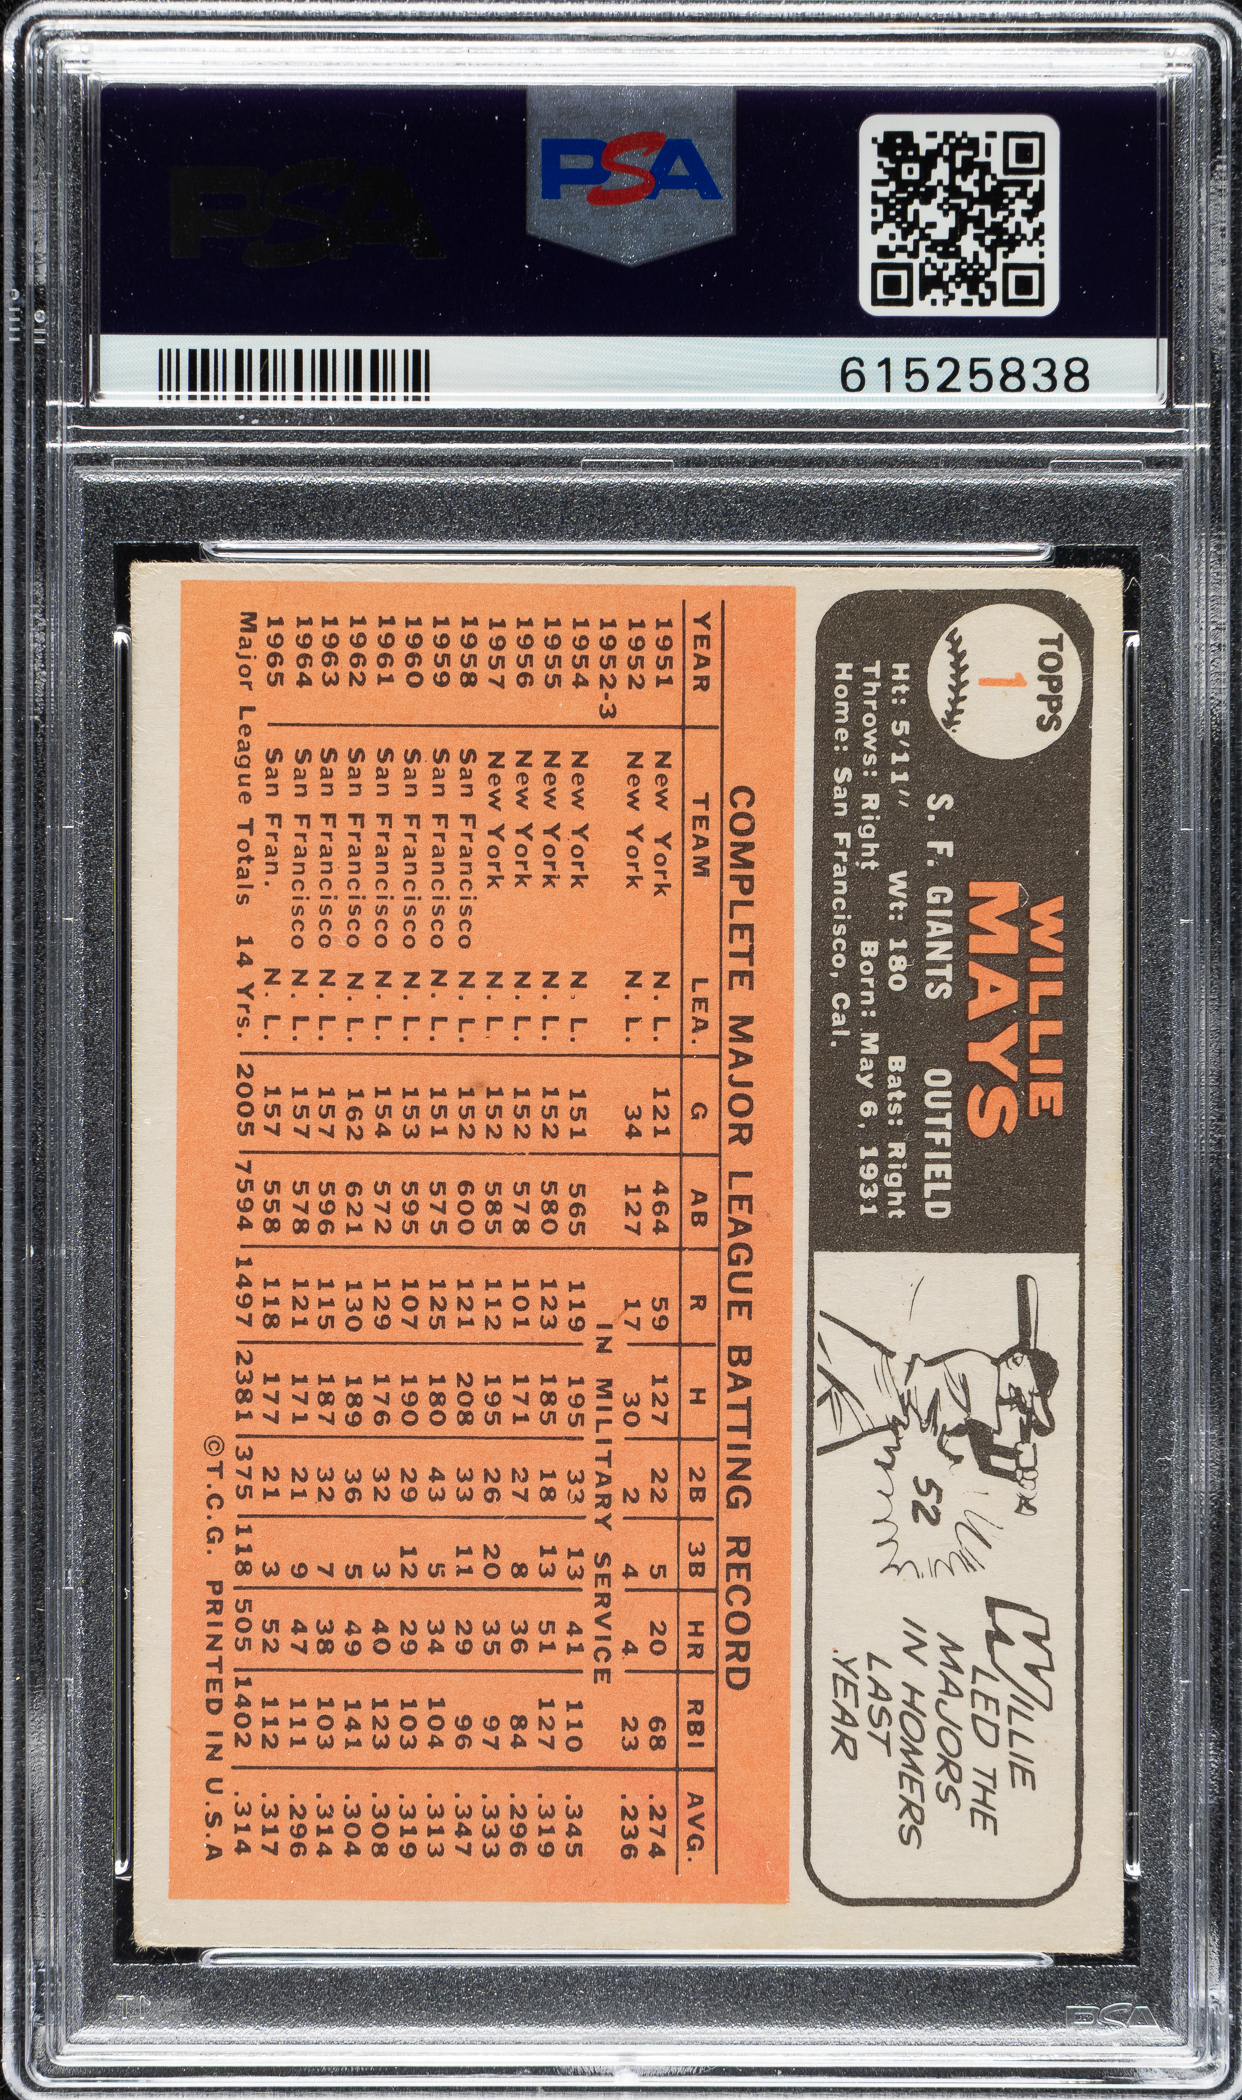 PSA
PSA
61525838
TOPPS
1
WILLIE
MAYS
S. F. GIANTS OUTFIELD
Ht: 5'11" Wt: 180 Bats: Right
Throws: Right Born: May 6, 1931
Home: San Francisco, Cal.
52
WILLIE
LED THE
MAJORS
IN HOMERS
LAST
YEAR
COMPLETE MAJOR LEAGUE BATTING RECORD
YEAR TEAM LEA. G AB R H 2B 3B HR RBI AVG.
1951 New York N. L. 121 464 59 127 22 5 20 68 .274
1952 New York N. L. 34 127 17 30 2 4 4 23 .236
1952-3 IN MILITARY SERVICE
1954 New York N. L. 151 565 119 195 33 13 41 110 .345
1955 New York N. L. 152 580 123 185 18 13 51 127 .319
1956 New York N. L. 152 578 101 171 27 8 36 84 .296
1957 New York N. L. 152 585 112 195 26 20 35 97 .333
1958 San Francisco N. L. 152 600 121 208 33 11 29 96 .347
1959 San Francisco N. L. 151 575 125 180 43 5 34 104 .313
1960 San Francisco N. L. 153 595 107 190 29 12 29 103 .319
1961 San Francisco N. L. 154 572 129 176 32 3 40 123 .308
1962 San Francisco N. L. 162 621 130 189 36 5 49 141 .304
1963 San Francisco N. L. 157 596 115 187 32 7 38 103 .314
1964 San Francisco N. L. 157 578 121 171 21 9 47 111 .296
1965 San Fran. N. L. 157 558 118 177 21 3 52 112 .317
Major League Totals 14 Yrs. 2005 7594 1497 2381 375 118 505 1402 .314
©T.C.G. PRINTED IN U.S.A
PSA